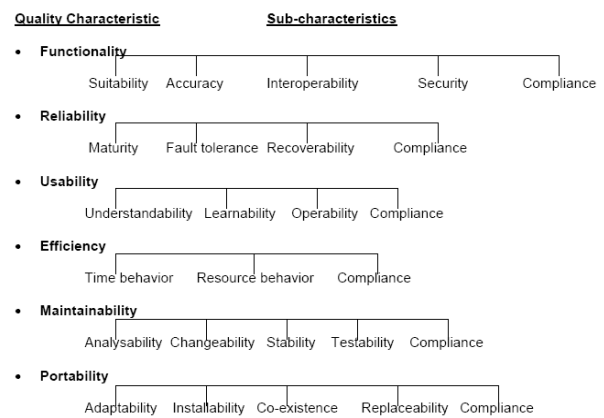 Quality Characteristic Sub-characteristics
• Functionality
Suitability Accuracy Interoperability Security Compliance
• Reliability
Maturity Fault tolerance Recoverability Compliance
• Usability
Understandability Learnability Operability Compliance
• Efficiency
Time behavior Resource behavior Compliance
• Maintainability
Analysability Changeability Stability Testability Compliance
• Portability
Adaptability Installability Co-existence Replaceability Compliance